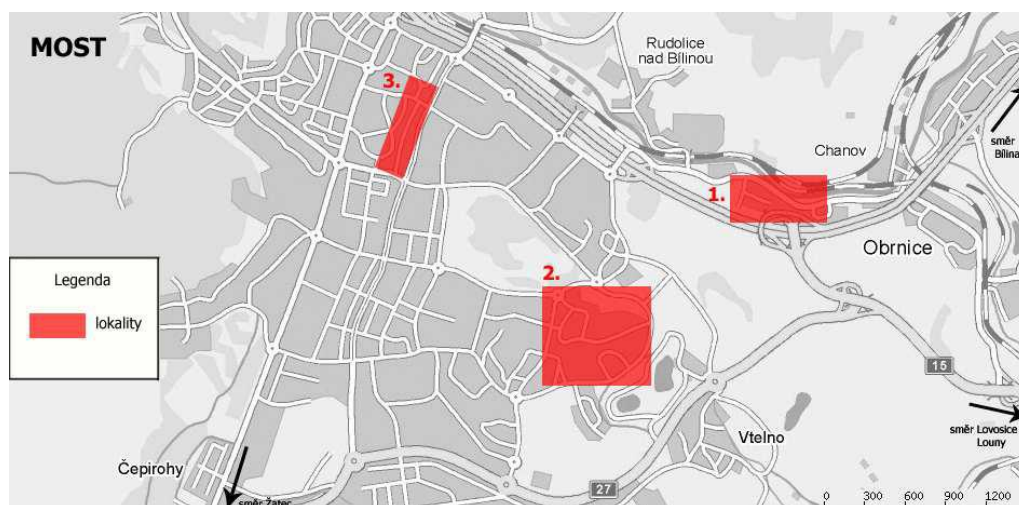 MOST
Rudolice
nad Bílinou
3.
směr
Bílina
Chanov
1.
Obrnice
2.
Legenda
lokality
15
směr Lovosice
Louny
Vtelno
Čepirohy
27
směr Žatec
0 300 600 900 1200